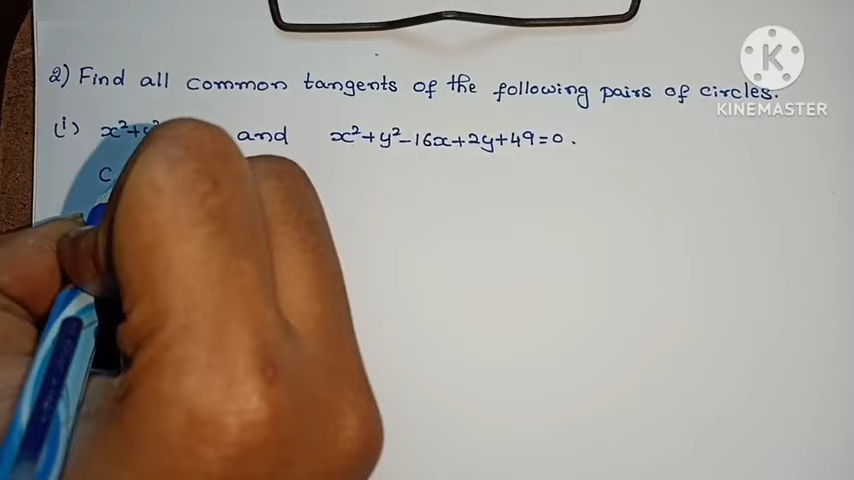 K
KINEMASTER
2) Find all common tangents of the following pairs of circles.
(i) x²+y² and x²+y²-16x+2y+49=0.
C